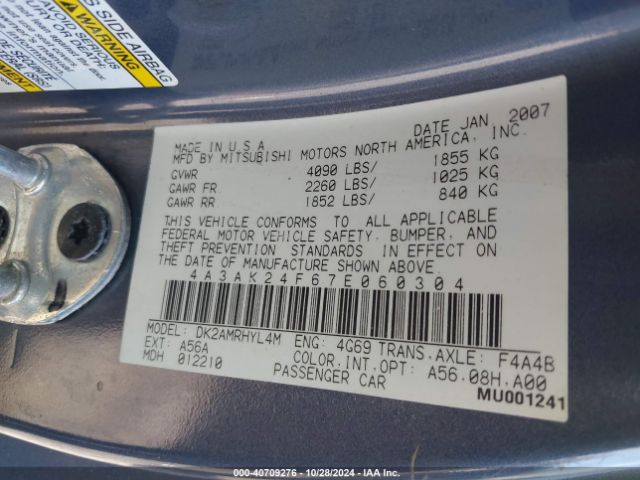 S SIDE AIRBAG
WARNING
DATE JAN 2007
MADE IN U.S.A
MFD BY MITSUBISHI MOTORS NORTH AMERICA, INC.
GVWR 4090 LBS/ 1855 KG
GAWR FR 2260 LBS/ 1025 KG
GAWR RR 1852 LBS/ 840 KG
THIS VEHICLE CONFORMS TO ALL APPLICABLE
FEDERAL MOTOR VEHICLE SAFETY, BUMPER, AND
THEFT PREVENTION STANDARDS IN EFFECT ON
THE DATE OF MANUFACTURE SHOWN ABOVE.
4A3AK24F67E060304
MODEL: DK2AMRHYL4M ENG: 4G69 TRANS.AXLE: F4A4B
EXT: A56A COLOR.INT.OPT: A56.08H.A00
MDH 012210 PASSENGER CAR
MU001241
000-40709276 - 10/28/2024 - IAA Inc.